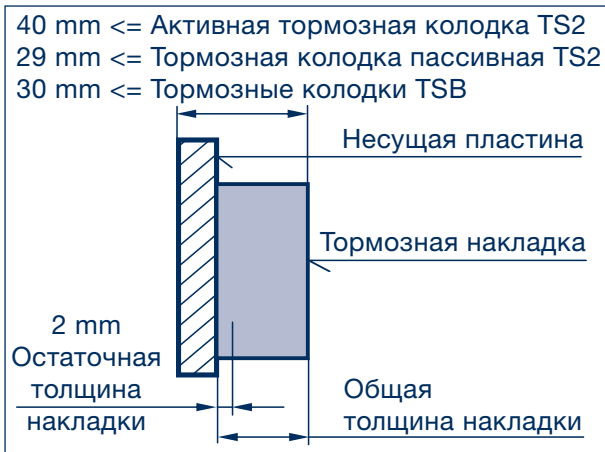 40 mm <= Активная тормозная колодка TS2
29 mm <= Тормозная колодка пассивная TS2
30 mm <= Тормозные колодки TSB
Несущая пластина
Тормозная накладка
2 mm
Остаточная
толщина
накладки
Общая
толщина накладки